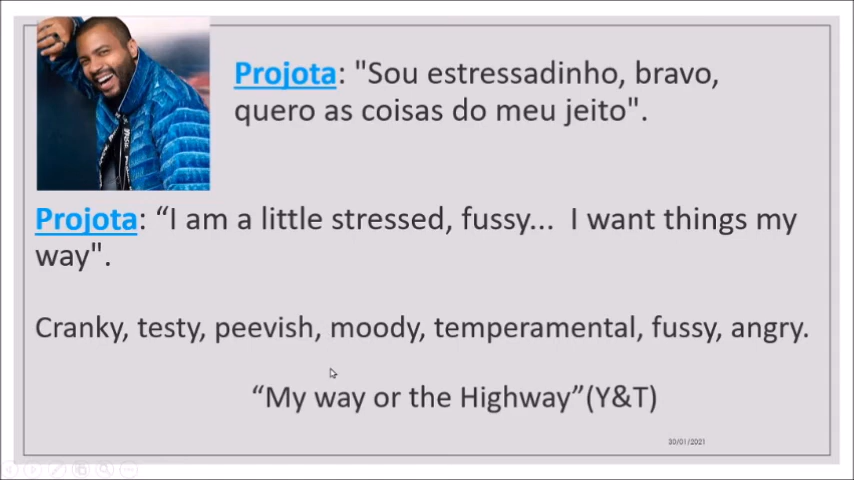 Projota: "Sou estressadinho, bravo,
quero as coisas do meu jeito".
Projota: “I am a little stressed, fussy... I want things my
way".
Cranky, testy, peevish, moody, temperamental, fussy, angry.
“My way or the Highway”(Y&T)
30/01/2021